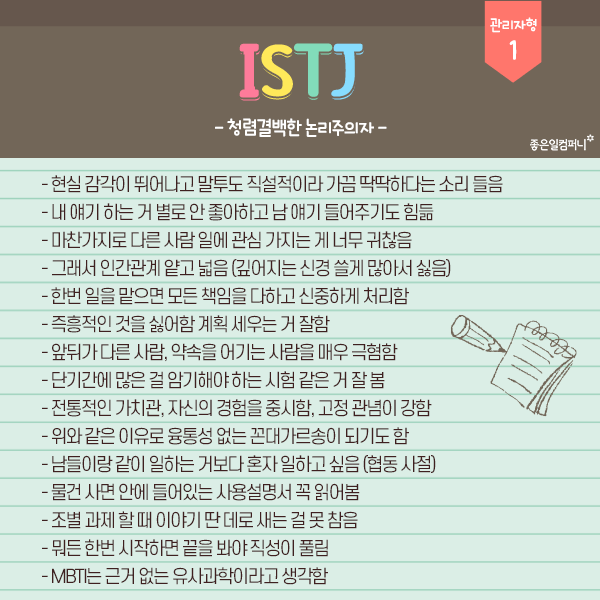 관리자형
1
ISTJ
- 청렴결백한 논리주의자 -
좋은일컴퍼니
- 현실 감각이 뛰어나고 말투도 직설적이라 가끔 딱딱하다는 소리 들음
- 내 얘기 하는 거 별로 안 좋아하고 남 얘기 들어주기도 힘듦
- 마찬가지로 다른 사람 일에 관심 가지는 게 너무 귀찮음
- 그래서 인간관계 얕고 넓음 (깊어지는 신경 쓸게 많아서 싫음)
- 한번 일을 맡으면 모든 책임을 다하고 신중하게 처리함
- 즉흥적인 것을 싫어함 계획 세우는 거 잘함
- 앞뒤가 다른 사람, 약속을 어기는 사람을 매우 극혐함
- 단기간에 많은 걸 암기해야 하는 시험 같은 거 잘 봄
- 전통적인 가치관, 자신의 경험을 중시함, 고정 관념이 강함
- 위와 같은 이유로 융통성 없는 꼰대가르송이 되기도 함
- 남들이랑 같이 일하는 거보다 혼자 일하고 싶음 (협동 사절)
- 물건 사면 안에 들어있는 사용설명서 꼭 읽어봄
- 조별 과제 할 때 이야기 딴 데로 새는 걸 못 참음
- 뭐든 한번 시작하면 끝을 봐야 직성이 풀림
- MBTI는 근거 없는 유사과학이라고 생각함